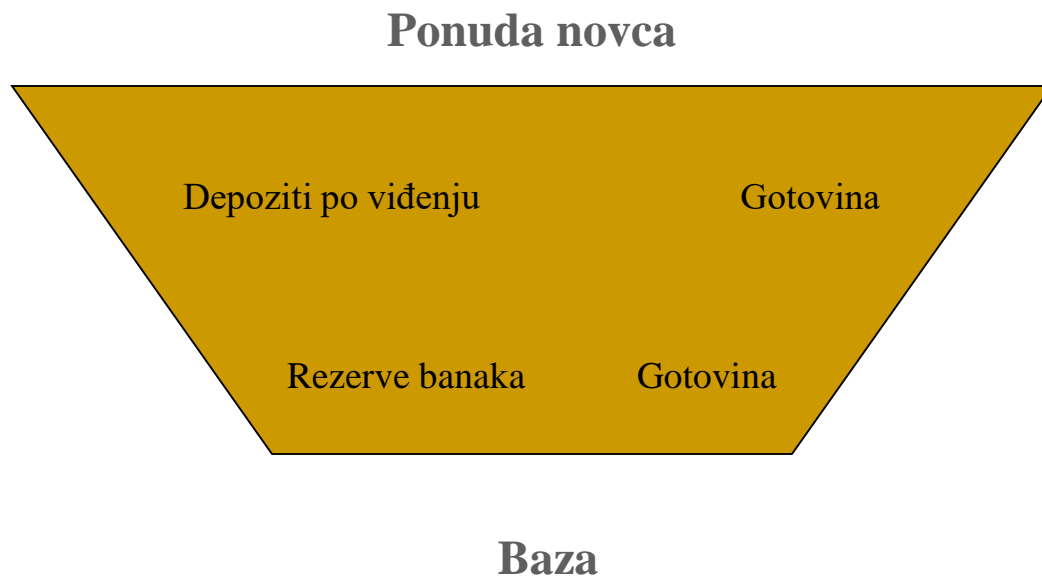 Ponuda novca
Depoziti po viđenju Gotovina
Rezerve banaka Gotovina
Baza